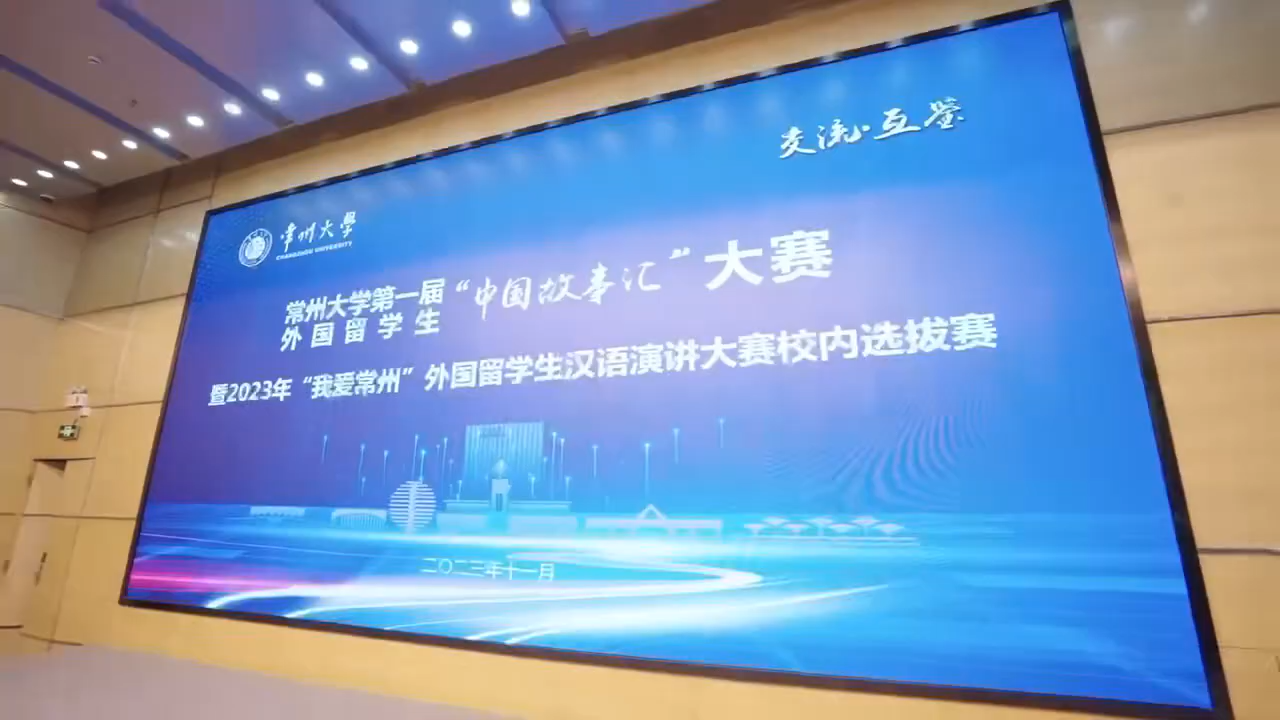 交流互鉴
常州大学
CHANGZHOU UNIVERSITY
常州大学第一届
外国留学生
“中国故事汇”大赛
暨2023年“我爱常州”外国留学生汉语演讲大赛校内选拔赛
二〇二三年十一月